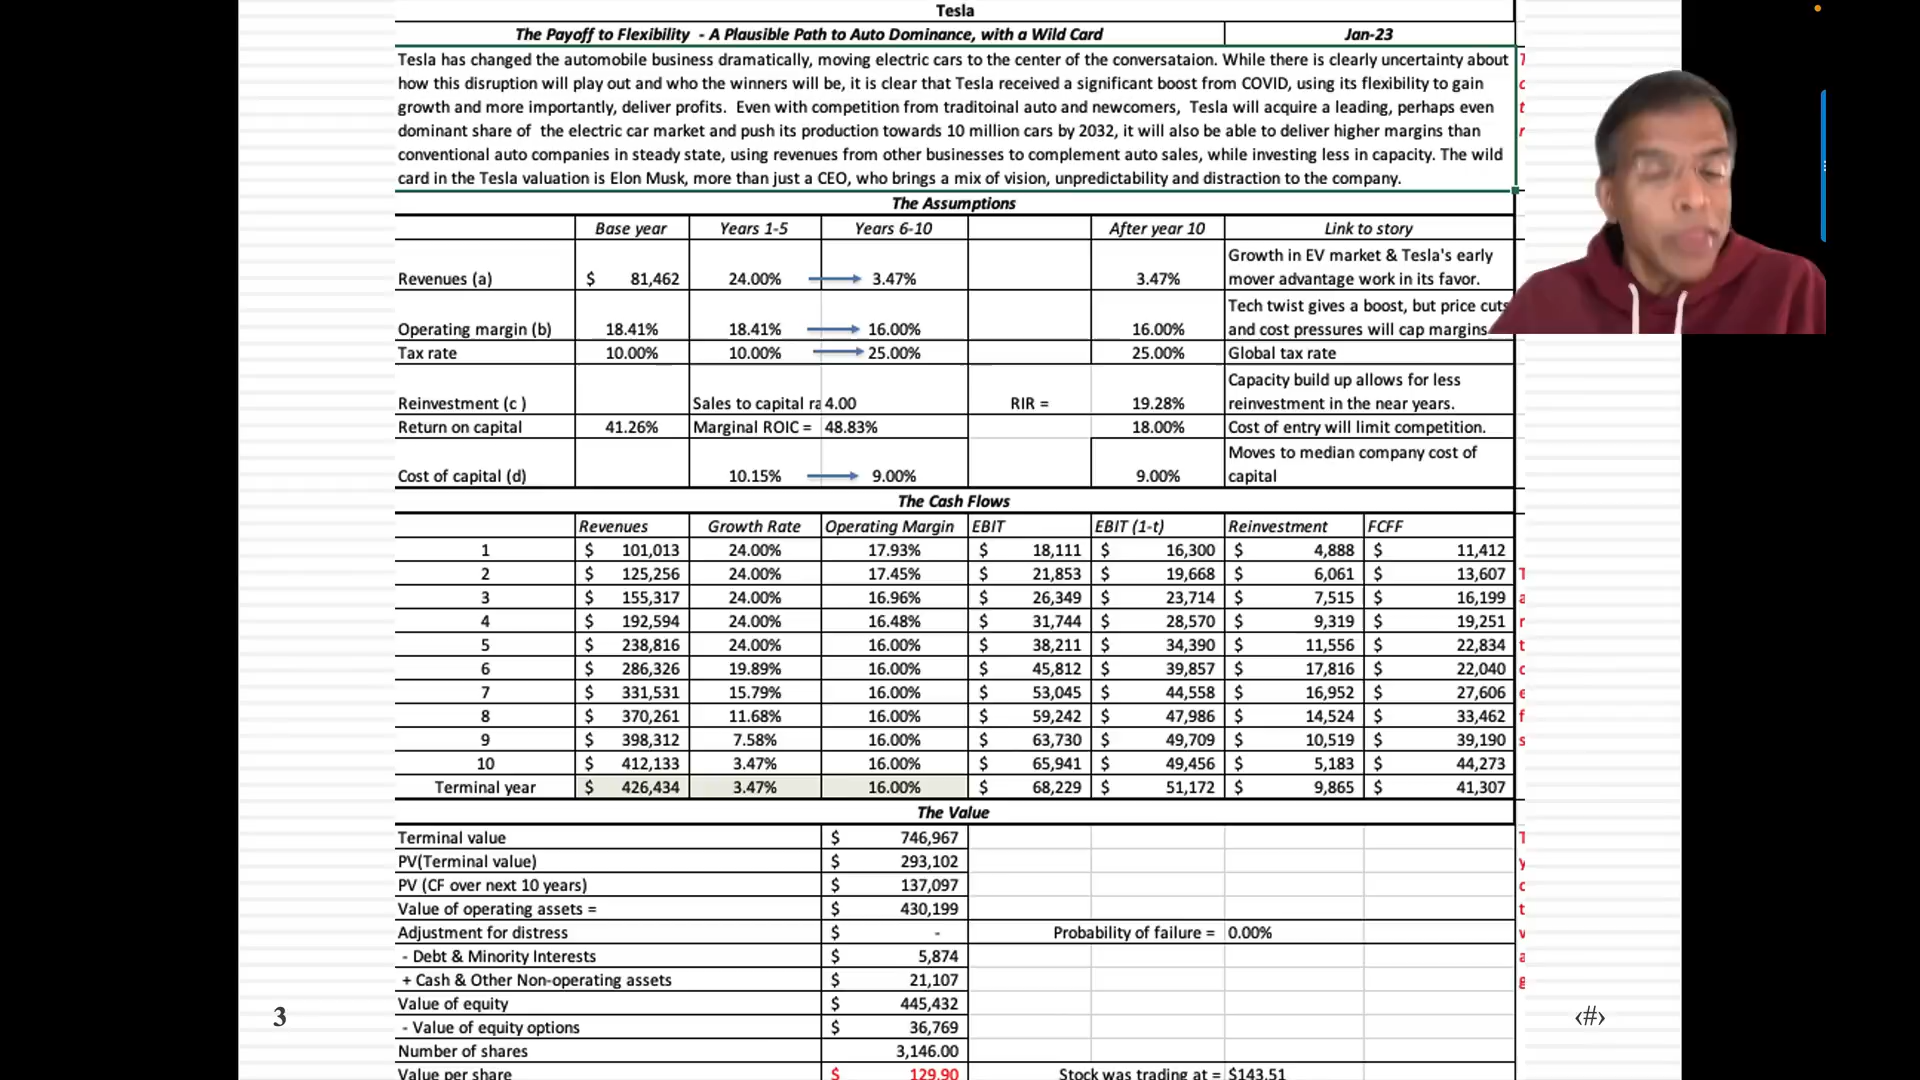 Tesla
The Payoff to Flexibility - A Plausible Path to Auto Dominance, with a Wild Card Jan-23
Tesla has changed the automobile business dramatically, moving electric cars to the center of the conversataion. While there is clearly uncertainty about
how this disruption will play out and who the winners will be, it is clear that Tesla received a significant boost from COVID, using its flexibility to gain
growth and more importantly, deliver profits. Even with competition from traditoinal auto and newcomers, Tesla will acquire a leading, perhaps even
dominant share of the electric car market and push its production towards 10 million cars by 2032, it will also be able to deliver higher margins than
conventional auto companies in steady state, using revenues from other businesses to complement auto sales, while investing less in capacity. The wild
card in the Tesla valuation is Elon Musk, more than just a CEO, who brings a mix of vision, unpredictability and distraction to the company.
The Assumptions
Base year Years 1-5 Years 6-10 After year 10 Link to story
Growth in EV market & Tesla's early
Revenues (a) $ 81,462 24.00% 3.47% 3.47% mover advantage work in its favor.
Tech twist gives a boost, but price cuts
Operating margin (b) 18.41% 18.41% 16.00% 16.00% and cost pressures will cap margins
Tax rate 10.00% 10.00% 25.00% 25.00% Global tax rate
Capacity build up allows for less
Reinvestment (c ) Sales to capital ra 4.00 RIR = 19.28% reinvestment in the near years.
Return on capital 41.26% Marginal ROIC = 48.83% 18.00% Cost of entry will limit competition.
Moves to median company cost of
Cost of capital (d) 10.15% 9.00% 9.00% capital
The Cash Flows
Revenues Growth Rate Operating Margin EBIT EBIT (1-t) Reinvestment FCFF
1 $ 101,013 24.00% 17.93% $ 18,111 $ 16,300 $ 4,888 $ 11,412
2 $ 125,256 24.00% 17.45% $ 21,853 $ 19,668 $ 6,061 $ 13,607
3 $ 155,317 24.00% 16.96% $ 26,349 $ 23,714 $ 7,515 $ 16,199
4 $ 192,594 24.00% 16.48% $ 31,744 $ 28,570 $ 9,319 $ 19,251
5 $ 238,816 24.00% 16.00% $ 38,211 $ 34,390 $ 11,556 $ 22,834
6 $ 286,326 19.89% 16.00% $ 45,812 $ 39,857 $ 17,816 $ 22,040
7 $ 331,531 15.79% 16.00% $ 53,045 $ 44,558 $ 16,952 $ 27,606
8 $ 370,261 11.68% 16.00% $ 59,242 $ 47,986 $ 14,524 $ 33,462
9 $ 398,312 7.58% 16.00% $ 63,730 $ 49,709 $ 10,519 $ 39,190
10 $ 412,133 3.47% 16.00% $ 65,941 $ 49,456 $ 5,183 $ 44,273
Terminal year $ 426,434 3.47% 16.00% $ 68,229 $ 51,172 $ 9,865 $ 41,307
The Value
Terminal value $ 746,967
PV(Terminal value) $ 293,102
PV (CF over next 10 years) $ 137,097
Value of operating assets = $ 430,199
Adjustment for distress $ - Probability of failure = 0.00%
- Debt & Minority Interests $ 5,874
+ Cash & Other Non-operating assets $ 21,107
Value of equity $ 445,432
- Value of equity options $ 36,769
Number of shares 3,146.00
Value per share $ 129.90 Stock was trading at = $143.51
3
‹#›